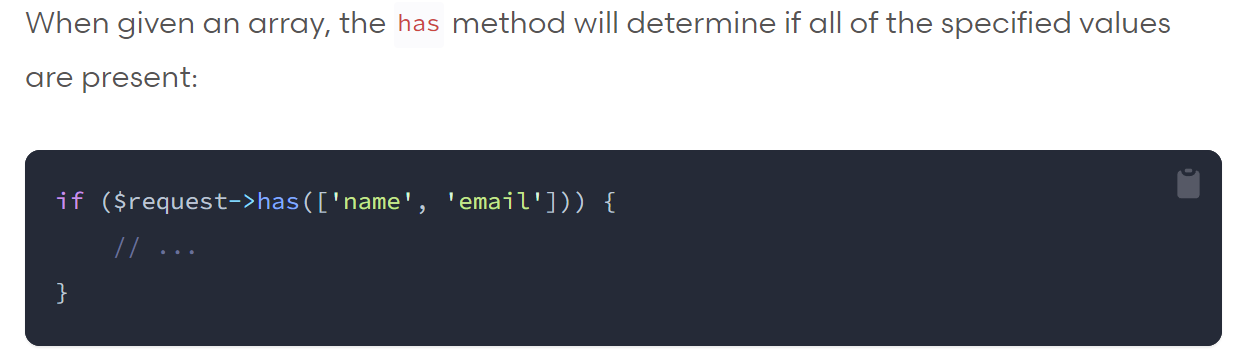 When given an array, the has method will determine if all of the specified values
are present:
if ($request->has(['name', 'email'])) {
// ...
}